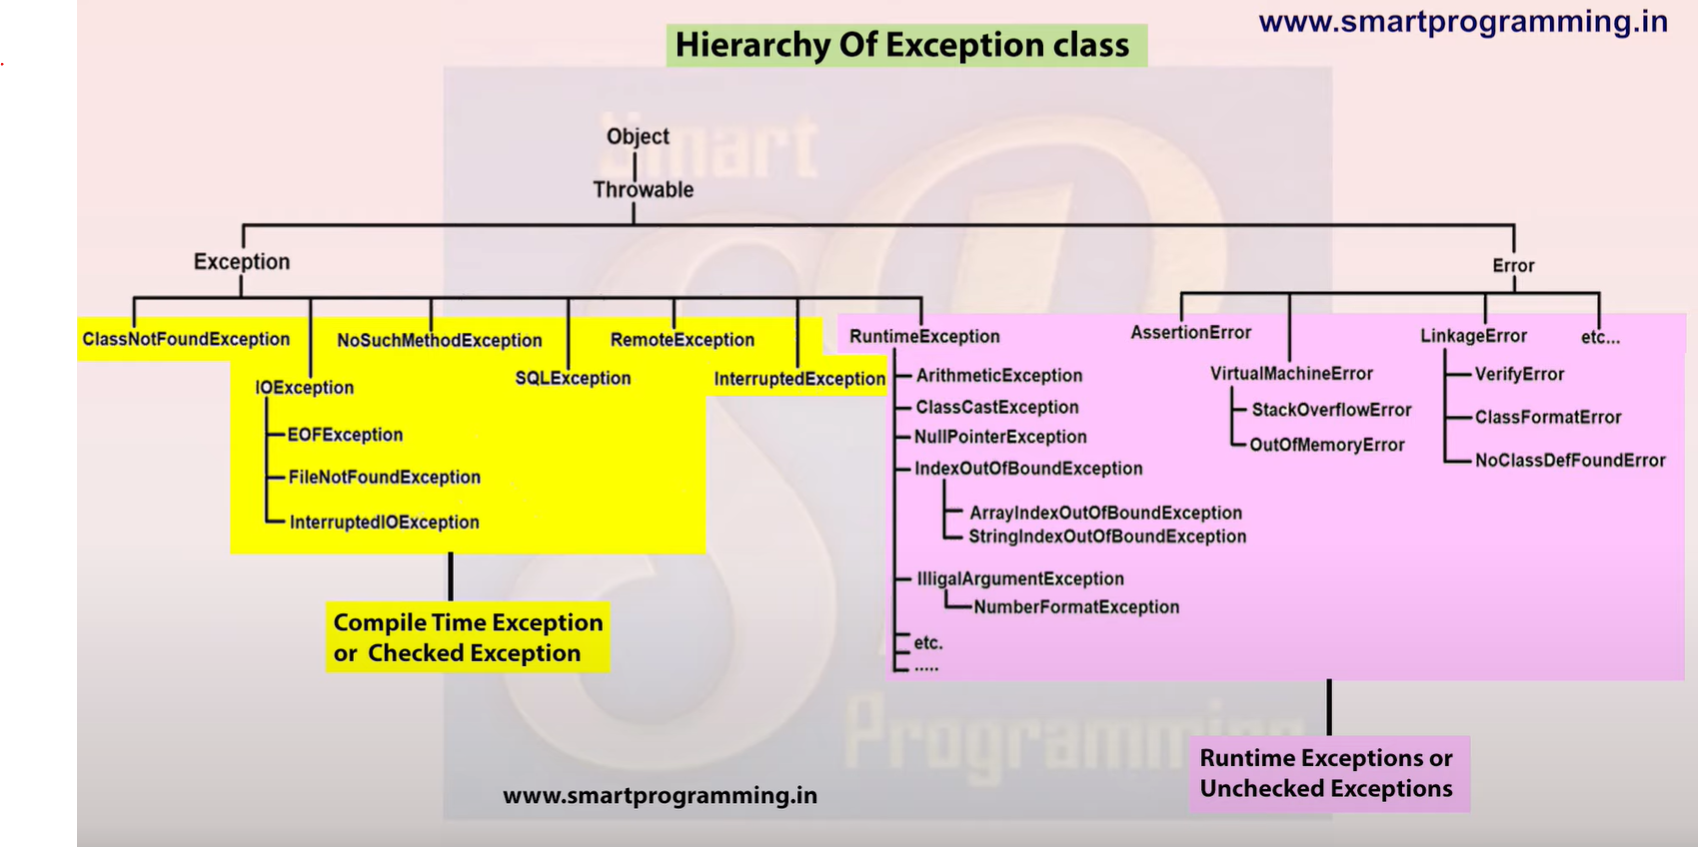 www.smartprogramming.in
Hierarchy Of Exception class
Smart
Object
Throwable
Exception
Error
ClassNotFoundException
NoSuchMethodException
RemoteException
RuntimeException
AssertionError
LinkageError
etc...
IOException
SQLException
InterruptedException
ArithmeticException
VirtualMachineError
VerifyError
ClassCastException
StackOverflowError
ClassFormatError
EOFException
NullPointerException
OutOfMemoryError
NoClassDefFoundError
FileNotFoundException
IndexOutOfBoundException
InterruptedIOException
ArrayIndexOutOfBoundException
StringIndexOutOfBoundException
IlligalArgumentException
NumberFormatException
etc.
.....
Compile Time Exception
or Checked Exception
Programming
Runtime Exceptions or
Unchecked Exceptions
www.smartprogramming.in